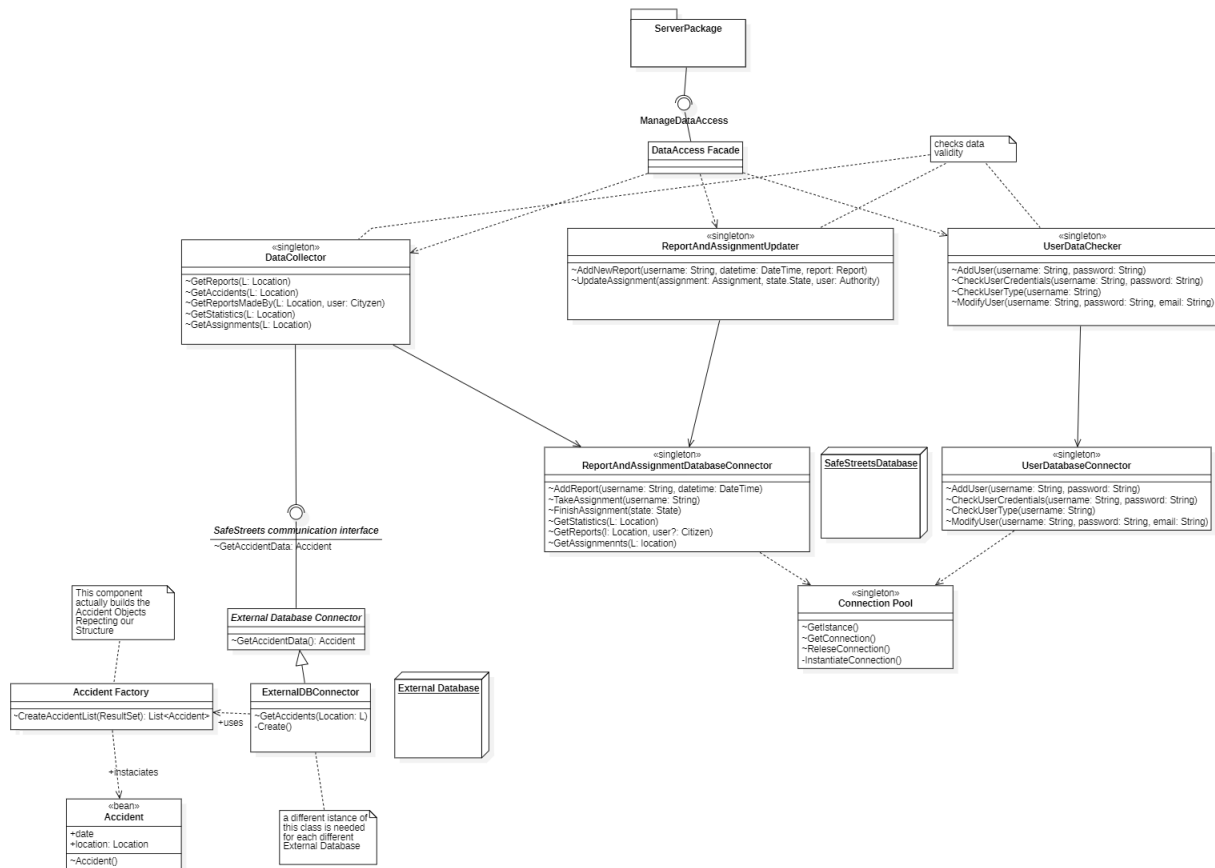 ServerPackage
ManageDataAccess
DataAccess Facade
checks data
validity
«singleton»
DataCollector
~GetReports(L: Location)
~GetAccidents(L: Location)
~GetReportsMadeBy(L: Location, user: Cityzen)
~GetStatistics(L: Location)
~GetAssignments(L: Location)
«singleton»
ReportAndAssignmentUpdater
~AddNewReport(username: String, datetime: DateTime, report: Report)
~UpdateAssignment(assignment: Assignment, state:State, user: Authority)
«singleton»
UserDataChecker
~AddUser(username: String, password: String)
~CheckUserCredentials(username: String, password: String)
~CheckUserType(username: String)
~ModifyUser(username: String, password: String, email: String)
«singleton»
ReportAndAssignmentDatabaseConnector
~AddReport(username: String, datetime: DateTime)
~TakeAssignment(username: String)
~FinishAssignment(state: State)
~GetStatistics(L: Location)
~GetReports(l: Location, user?: Citizen)
~GetAssignmennts(L: location)
SafeStreetsDatabase
«singleton»
UserDatabaseConnector
~AddUser(username: String, password: String)
~CheckUserCredentials(username: String, password: String)
~CheckUserType(username: String)
~ModifyUser(username: String, password: String, email: String)
SafeStreets communication interface
~GetAccidentData: Accident
«singleton»
Connection Pool
~GetIstance()
~GetConnection()
~ReleseConnection()
-InstantiateConnection()
This component
actually builds the
Accident Objects
Repecting our
Structure
External Database Connector
~GetAccidentData(): Accident
Accident Factory
~CreateAccidentList(ResultSet): List<Accident>
+uses
ExternalDBConnector
~GetAccidents(Location: L)
-Create()
External Database
+instaciates
«bean»
Accident
+date
+location: Location
~Accident()
a different istance of
this class is needed
for each different
External Database